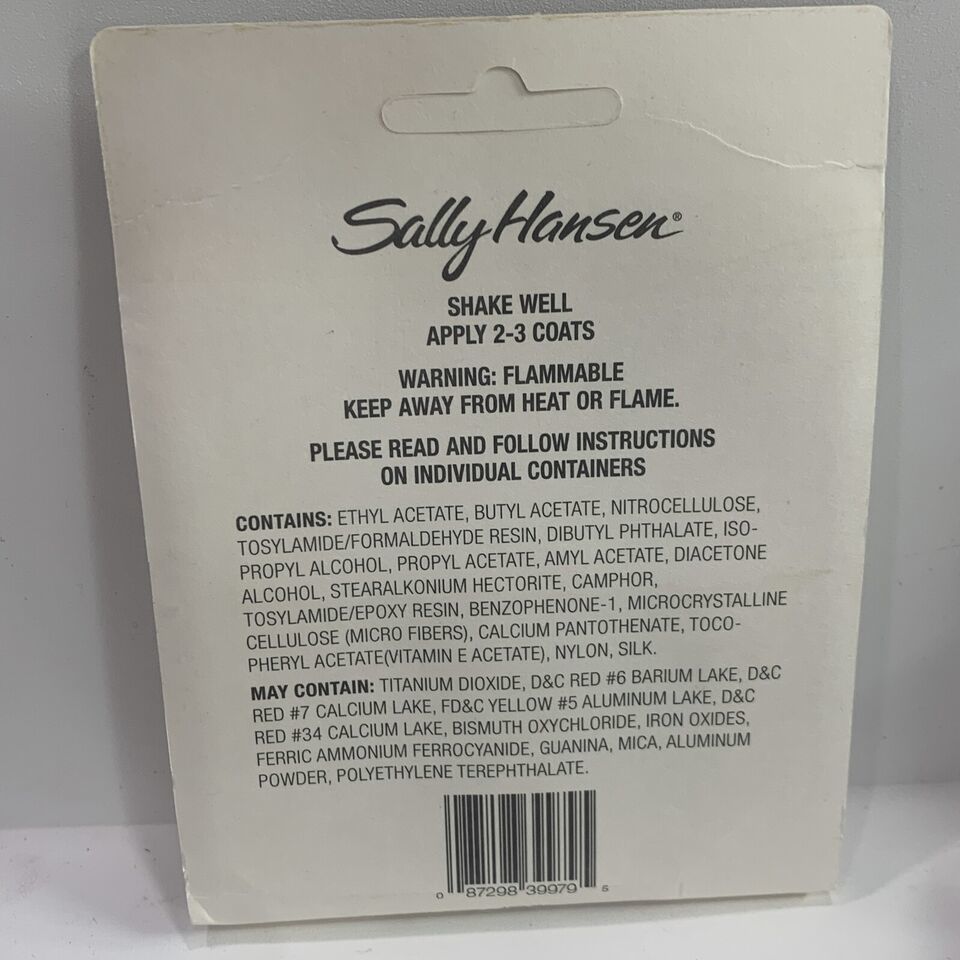 Sally Hansen®
SHAKE WELL
APPLY 2-3 COATS
WARNING: FLAMMABLE
KEEP AWAY FROM HEAT OR FLAME.
PLEASE READ AND FOLLOW INSTRUCTIONS
ON INDIVIDUAL CONTAINERS
CONTAINS: ETHYL ACETATE, BUTYL ACETATE, NITROCELLULOSE,
TOSYLAMIDE/FORMALDEHYDE RESIN, DIBUTYL PHTHALATE, ISO-
PROPYL ALCOHOL, PROPYL ACETATE, AMYL ACETATE, DIACETONE
ALCOHOL, STEARALKONIUM HECTORITE, CAMPHOR,
TOSYLAMIDE/EPOXY RESIN, BENZOPHENONE-1, MICROCRYSTALLINE
CELLULOSE (MICRO FIBERS), CALCIUM PANTOTHENATE, TOCO-
PHERYL ACETATE(VITAMIN E ACETATE), NYLON, SILK.
MAY CONTAIN: TITANIUM DIOXIDE, D&C RED #6 BARIUM LAKE, D&C
RED #7 CALCIUM LAKE, FD&C YELLOW #5 ALUMINUM LAKE, D&C
RED #34 CALCIUM LAKE, BISMUTH OXYCHLORIDE, IRON OXIDES,
FERRIC AMMONIUM FERROCYANIDE, GUANINA, MICA, ALUMINUM
POWDER, POLYETHYLENE TEREPHTHALATE.
0 87298 39979 5